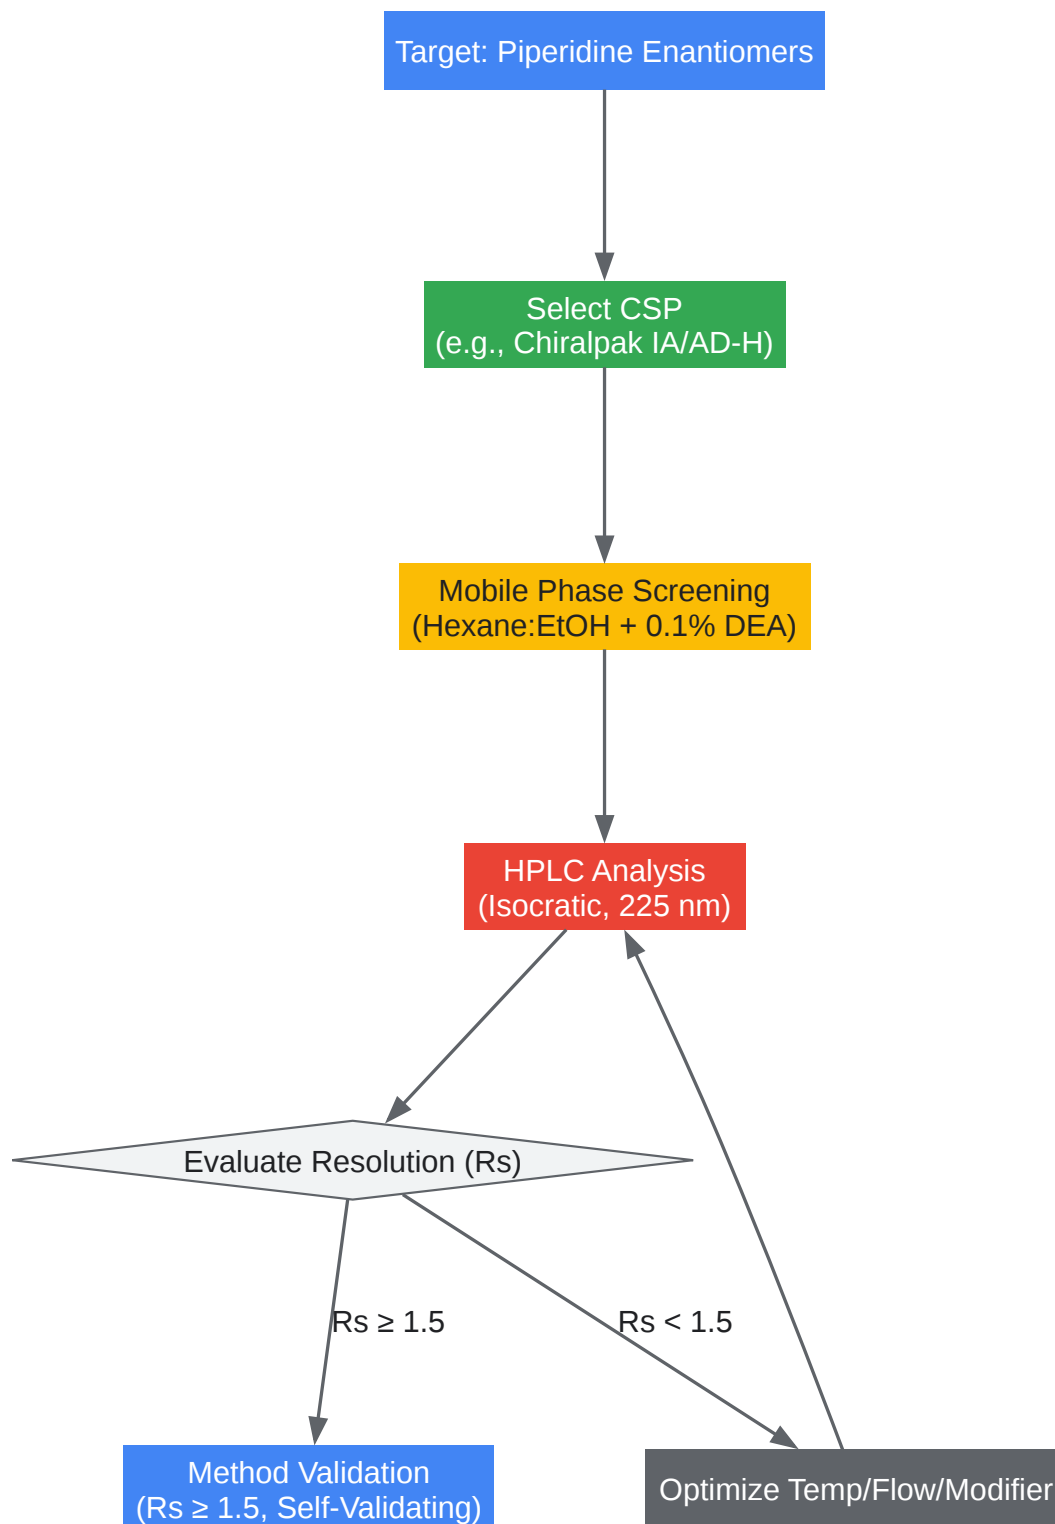 Target: Piperidine Enantiomers
Select CSP
(e.g., Chiralpak IA/AD-H)
Mobile Phase Screening
(Hexane:EtOH + 0.1% DEA)
HPLC Analysis
(Isocratic, 225 nm)
Evaluate Resolution (Rs)
Rs ≥ 1.5
Rs < 1.5
Method Validation
(Rs ≥ 1.5, Self-Validating)
Optimize Temp/Flow/Modifier